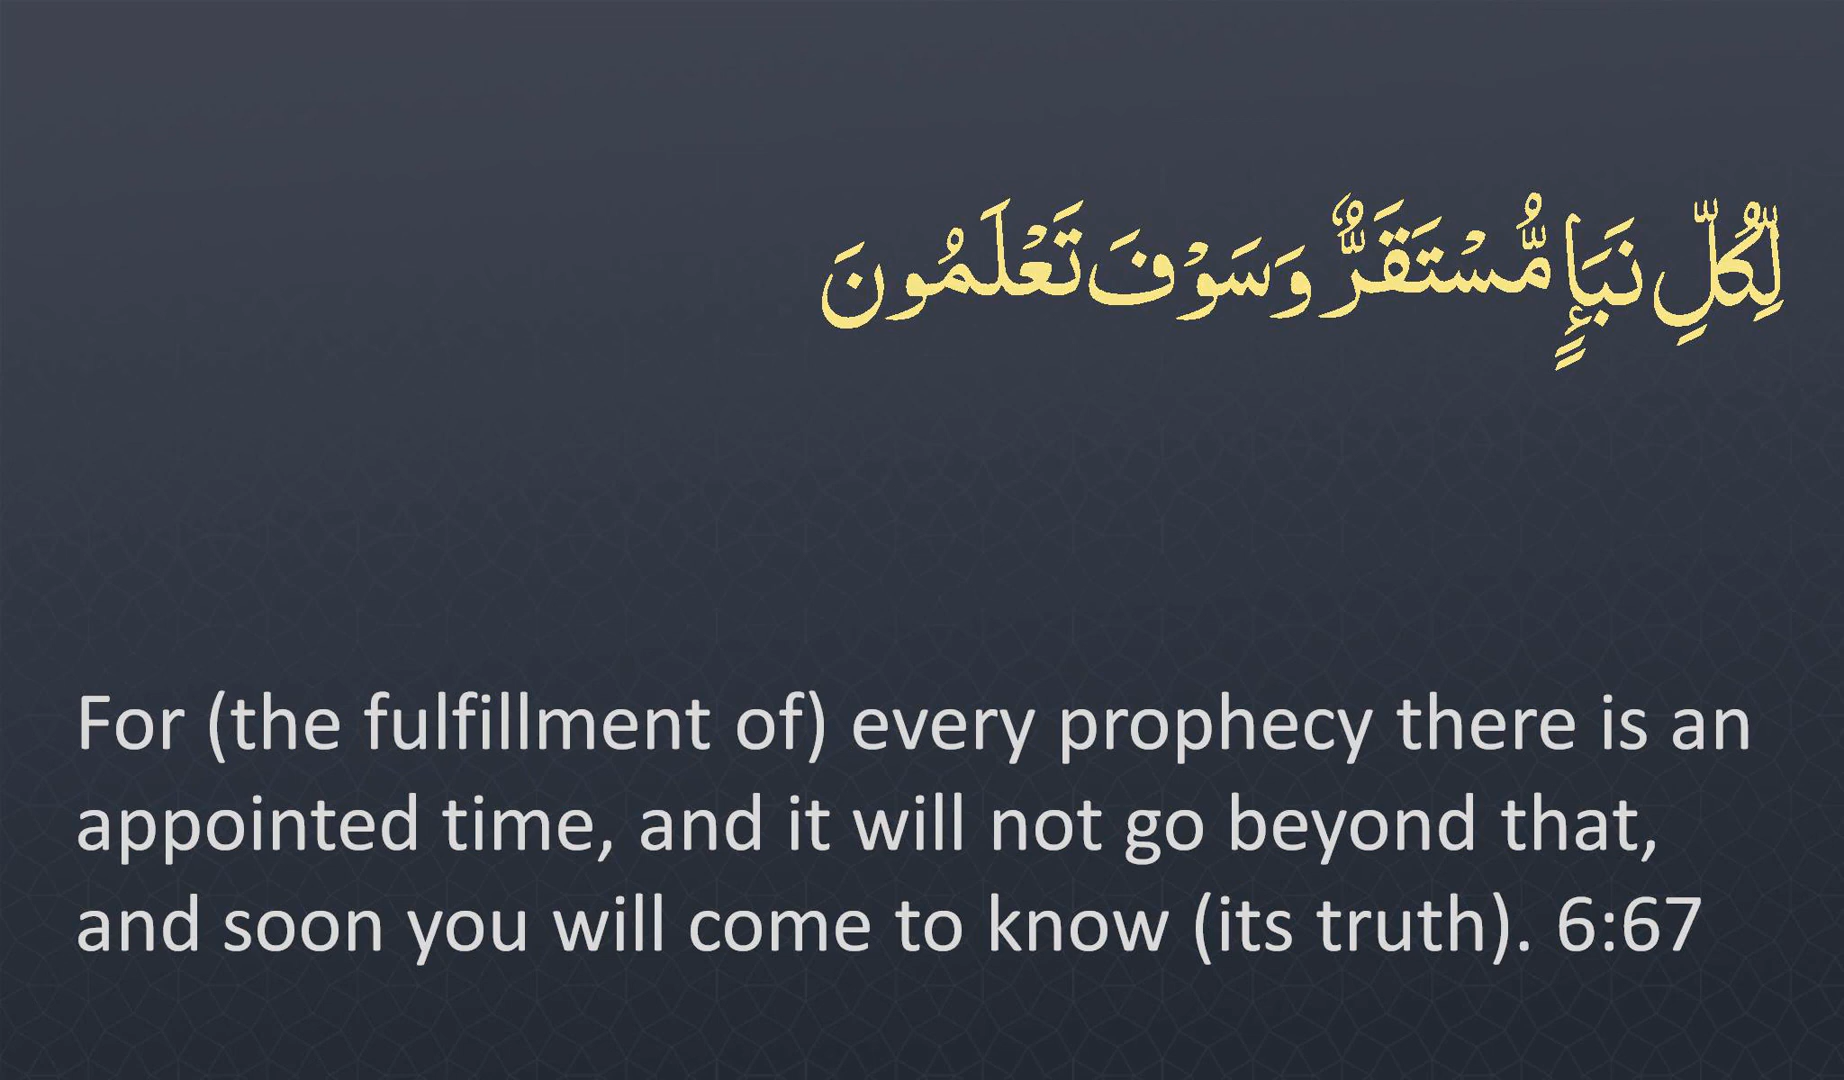 لِّكُلِّ نَبَإٍ مُّسْتَقَرٌّ وَسَوْفَ تَعْلَمُونَ
For (the fulfillment of) every prophecy there is an
appointed time, and it will not go beyond that,
and soon you will come to know (its truth). 6:67